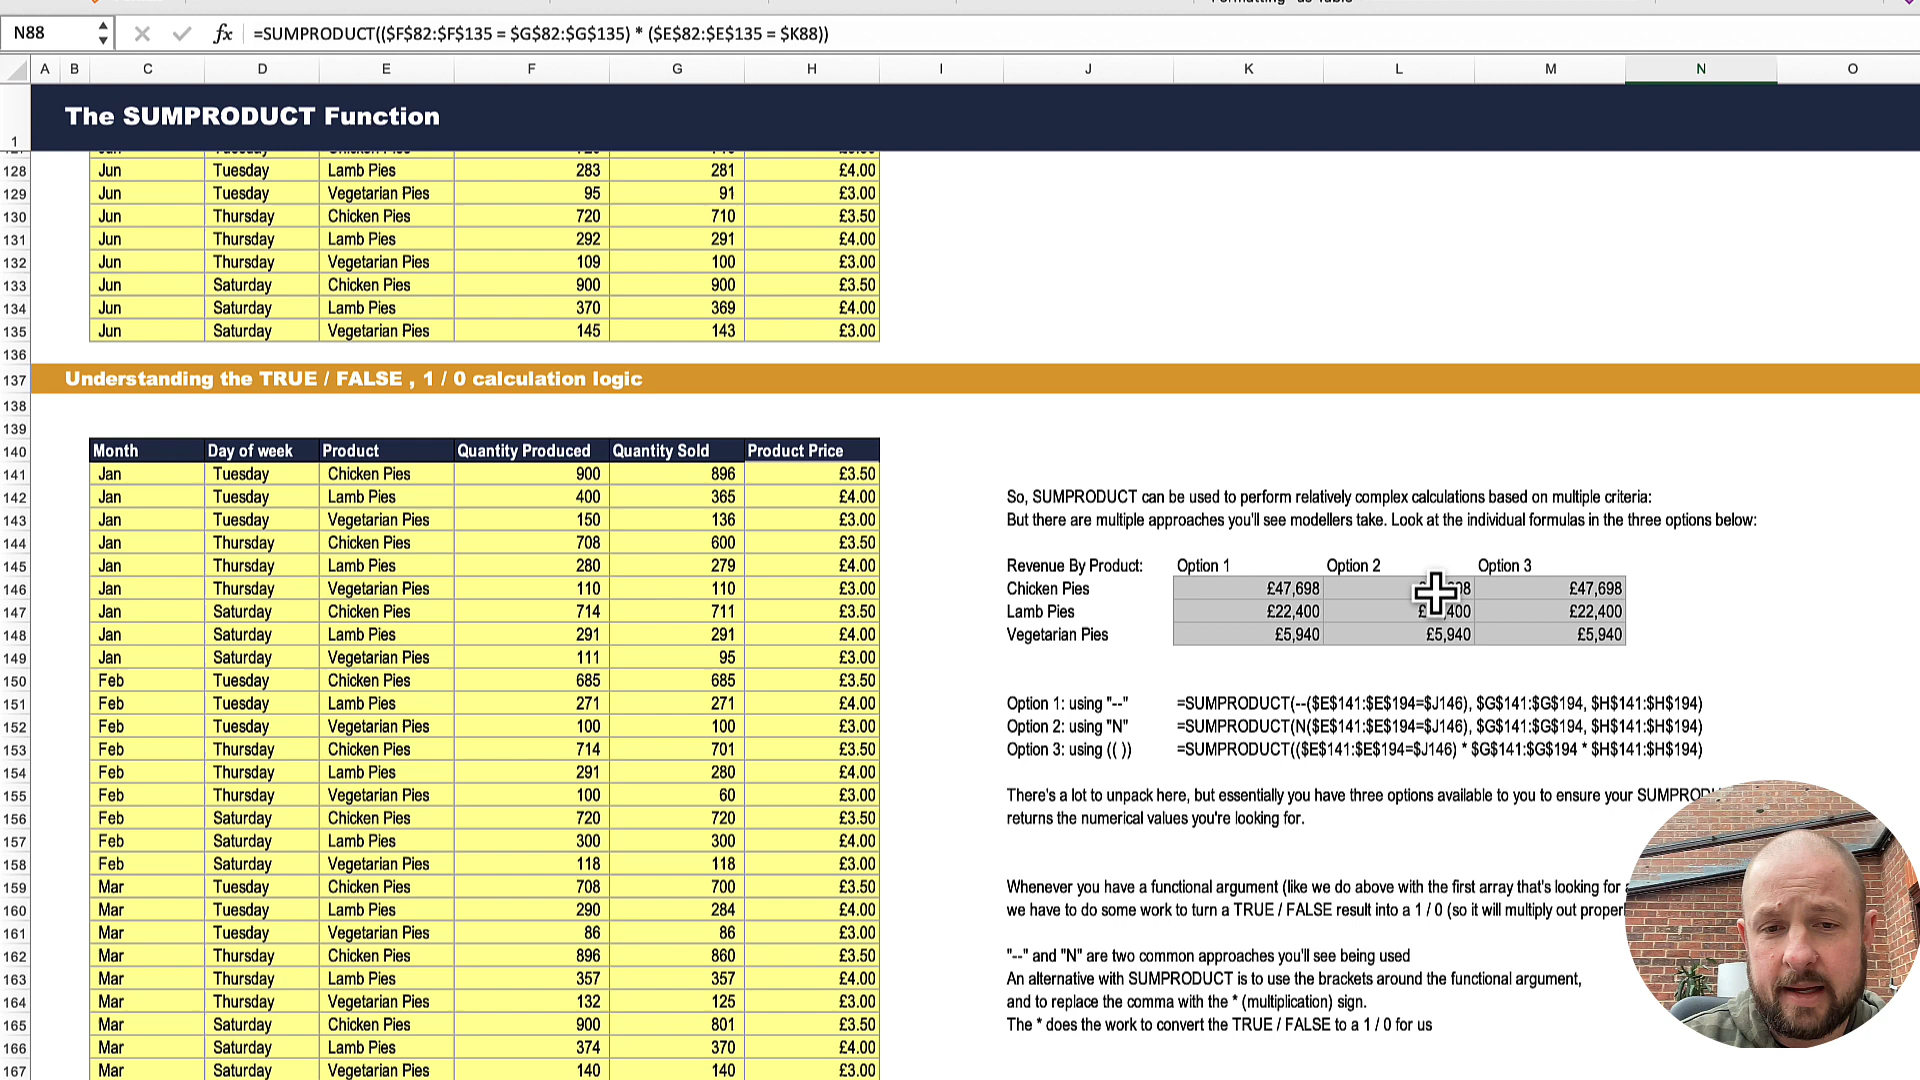 N88 fx =SUMPRODUCT(($F$82:$F$135 = $G$82:$G$135) * ($E$82:$E$135 = $K88))
A B C D E F G H I J K L M N O
1 The SUMPRODUCT Function
128 Jun Tuesday Lamb Pies 283 281 £4.00
129 Jun Tuesday Vegetarian Pies 95 91 £3.00
130 Jun Thursday Chicken Pies 720 710 £3.50
131 Jun Thursday Lamb Pies 292 291 £4.00
132 Jun Thursday Vegetarian Pies 109 100 £3.00
133 Jun Saturday Chicken Pies 900 900 £3.50
134 Jun Saturday Lamb Pies 370 369 £4.00
135 Jun Saturday Vegetarian Pies 145 143 £3.00
136
137 Understanding the TRUE / FALSE , 1 / 0 calculation logic
138
139
140 Month Day of week Product Quantity Produced Quantity Sold Product Price
141 Jan Tuesday Chicken Pies 900 896 £3.50
142 Jan Tuesday Lamb Pies 400 365 £4.00 So, SUMPRODUCT can be used to perform relatively complex calculations based on multiple criteria:
143 Jan Tuesday Vegetarian Pies 150 136 £3.00 But there are multiple approaches you'll see modellers take. Look at the individual formulas in the three options below:
144 Jan Thursday Chicken Pies 708 600 £3.50
145 Jan Thursday Lamb Pies 280 279 £4.00 Revenue By Product: Option 1 Option 2 Option 3
146 Jan Thursday Vegetarian Pies 110 110 £3.00 Chicken Pies £47,698 £47,698
147 Jan Saturday Chicken Pies 714 711 £3.50 Lamb Pies £22,400 £22,400
148 Jan Saturday Lamb Pies 291 291 £4.00 Vegetarian Pies £5,940 £5,940 £5,940
149 Jan Saturday Vegetarian Pies 111 95 £3.00
150 Feb Tuesday Chicken Pies 685 685 £3.50
151 Feb Tuesday Lamb Pies 271 271 £4.00 Option 1: using "--" =SUMPRODUCT(--($E$141:$E$194=$J146), $G$141:$G$194, $H$141:$H$194)
152 Feb Tuesday Vegetarian Pies 100 100 £3.00 Option 2: using "N" =SUMPRODUCT(N($E$141:$E$194=$J146), $G$141:$G$194, $H$141:$H$194)
153 Feb Thursday Chicken Pies 714 701 £3.50 Option 3: using (( )) =SUMPRODUCT(($E$141:$E$194=$J146) * $G$141:$G$194 * $H$141:$H$194)
154 Feb Thursday Lamb Pies 291 280 £4.00
155 Feb Thursday Vegetarian Pies 100 60 £3.00 There's a lot to unpack here, but essentially you have three options available to you to ensure your
156 Feb Saturday Chicken Pies 720 720 £3.50 returns the numerical values you're looking for.
157 Feb Saturday Lamb Pies 300 300 £4.00
158 Feb Saturday Vegetarian Pies 118 118 £3.00
159 Mar Tuesday Chicken Pies 708 700 £3.50 Whenever you have a functional argument (like we do above with the first array that's looking for
160 Mar Tuesday Lamb Pies 290 284 £4.00 we have to do some work to turn a TRUE / FALSE result into a 1 / 0 (so it will multiply out
161 Mar Tuesday Vegetarian Pies 86 86 £3.00
162 Mar Thursday Chicken Pies 896 860 £3.50 "--" and "N" are two common approaches you'll see being used
163 Mar Thursday Lamb Pies 357 357 £4.00 An alternative with SUMPRODUCT is to use the brackets around the functional argument,
164 Mar Thursday Vegetarian Pies 132 125 £3.00 and to replace the comma with the * (multiplication) sign.
165 Mar Saturday Chicken Pies 900 801 £3.50 The * does the work to convert the TRUE / FALSE to a 1 / 0 for us
166 Mar Saturday Lamb Pies 374 370 £4.00
167 Mar Saturday Vegetarian Pies 140 140 £3.00